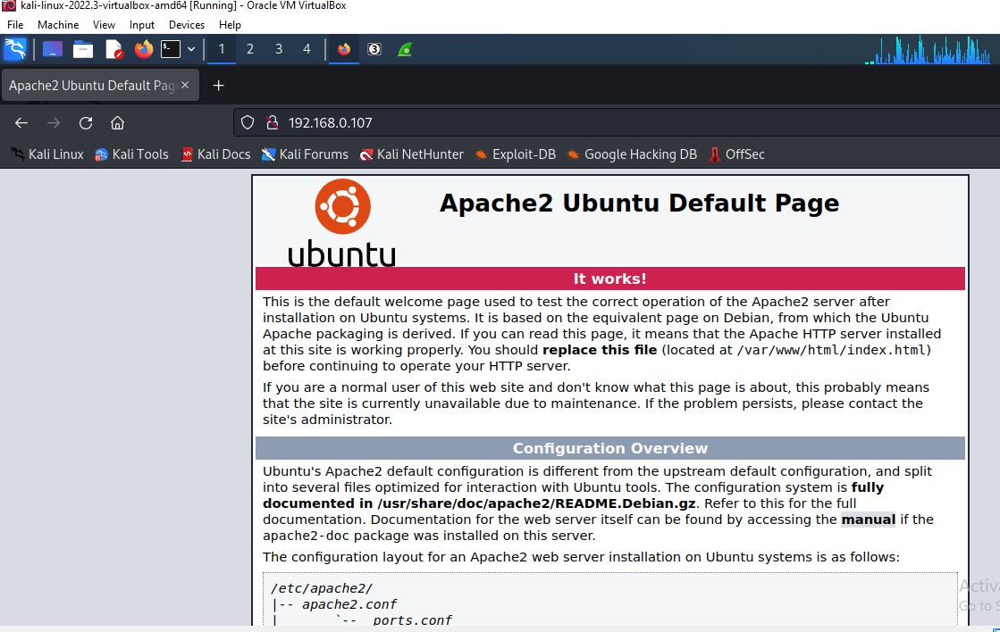 kali-linux-2022.3-virtualbox-amd64 [Running] - Oracle VM VirtualBox
File Machine View Input Devices Help
1 2 3 4
Apache2 Ubuntu Default Pag
192.168.0.107
Kali Linux Kali Tools Kali Docs Kali Forums Kali NetHunter Exploit-DB Google Hacking DB OffSec
Apache2 Ubuntu Default Page
ubuntu
It works!
This is the default welcome page used to test the correct operation of the Apache2 server after
installation on Ubuntu systems. It is based on the equivalent page on Debian, from which the Ubuntu
Apache packaging is derived. If you can read this page, it means that the Apache HTTP server installed
at this site is working properly. You should replace this file (located at /var/www/html/index.html)
before continuing to operate your HTTP server.
If you are a normal user of this web site and don't know what this page is about, this probably means
that the site is currently unavailable due to maintenance. If the problem persists, please contact the
site's administrator.
Configuration Overview
Ubuntu's Apache2 default configuration is different from the upstream default configuration, and split
into several files optimized for interaction with Ubuntu tools. The configuration system is fully
documented in /usr/share/doc/apache2/README.Debian.gz. Refer to this for the full
documentation. Documentation for the web server itself can be found by accessing the manual if the
apache2-doc package was installed on this server.
The configuration layout for an Apache2 web server installation on Ubuntu systems is as follows:
/etc/apache2/
|-- apache2.conf
|       `--  ports.conf
Activ
Go to S